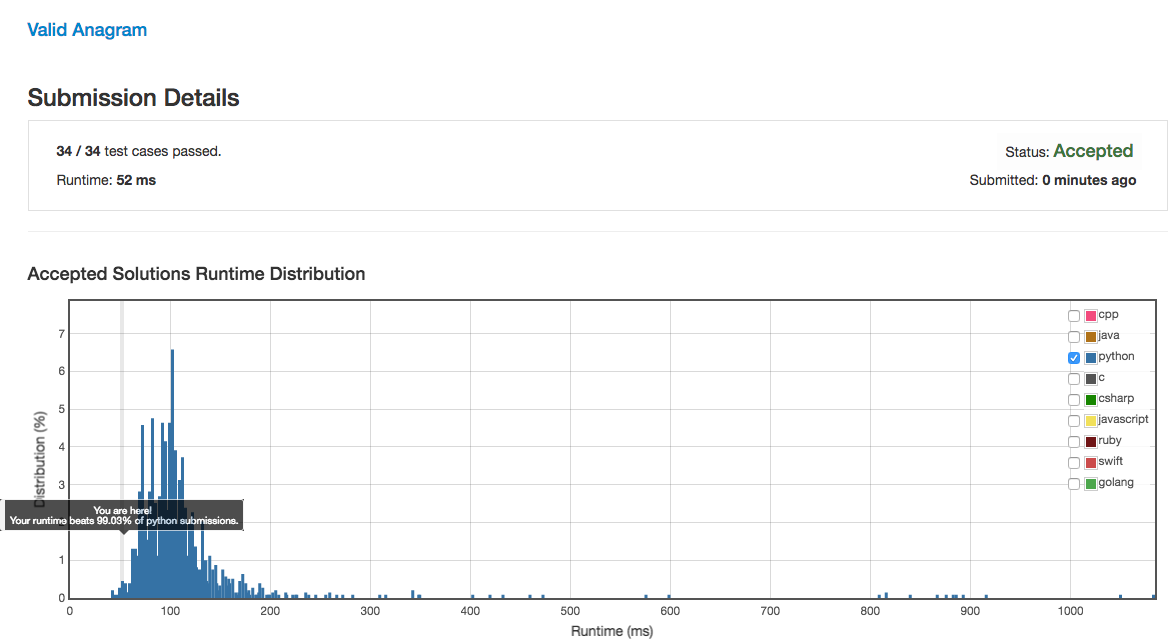 Valid Anagram
Submission Details
34 / 34 test cases passed.
Status: Accepted
Runtime: 52 ms
Submitted: 0 minutes ago
Accepted Solutions Runtime Distribution
cpp
java
python
c
csharp
javascript
ruby
swift
golang
Distribution (%)
7
6
5
4
3
1
0
You are here!
Your runtime beats 99.03% of python submissions.
0 100 200 300 400 500 600 700 800 900 1000
Runtime (ms)